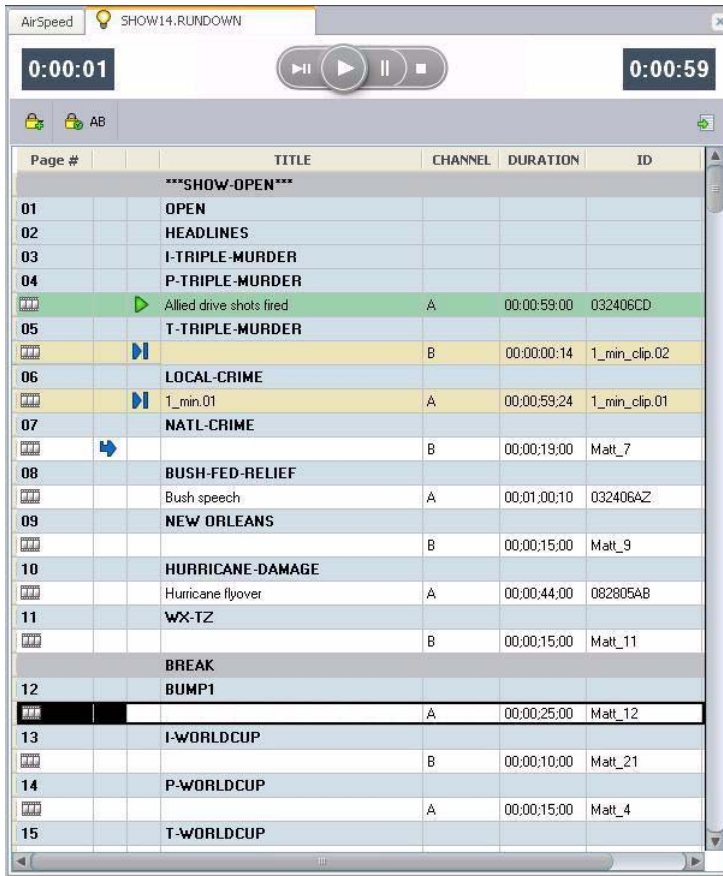 AirSpeed SHOW14.RUNDOWN
0:00:01 0:00:59
AB
Page # TITLE CHANNEL DURATION ID
***SHOW-OPEN***
01 OPEN
02 HEADLINES
03 I-TRIPLE-MURDER
04 P-TRIPLE-MURDER
Allied drive shots fired A 00:00:59:00 032406CD
05 T-TRIPLE-MURDER
B 00:00:00:14 1_min_clip.02
06 LOCAL-CRIME
1_min.01 A 00;00;59;24 1_min_clip.01
07 NATL-CRIME
B 00;00;19;00 Matt_7
08 BUSH-FED-RELIEF
Bush speech A 00;01;00;10 032406AZ
09 NEW ORLEANS
B 00;00;15;00 Matt_9
10 HURRICANE-DAMAGE
Hurricane flyover A 00;00;44;00 082805AB
11 WX-TZ
B 00;00;15;00 Matt_11
BREAK
12 BUMP1
A 00;00;25;00 Matt_12
13 I-WORLDCUP
B 00;00;10;00 Matt_21
14 P-WORLDCUP
A 00;00;15;00 Matt_4
15 T-WORLDCUP